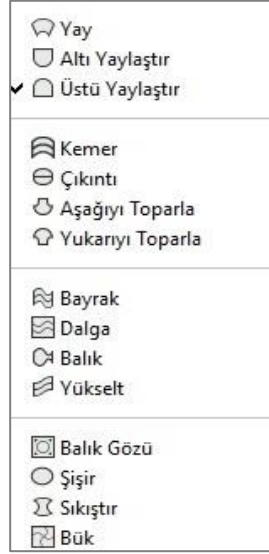 Yay
Altı Yaylaştır
Üstü Yaylaştır
Kemer
Çıkıntı
Aşağıyı Toparla
Yukarıyı Toparla
Bayrak
Dalga
Balık
Yükselt
Balık Gözü
Şişir
Sıkıştır
Bük